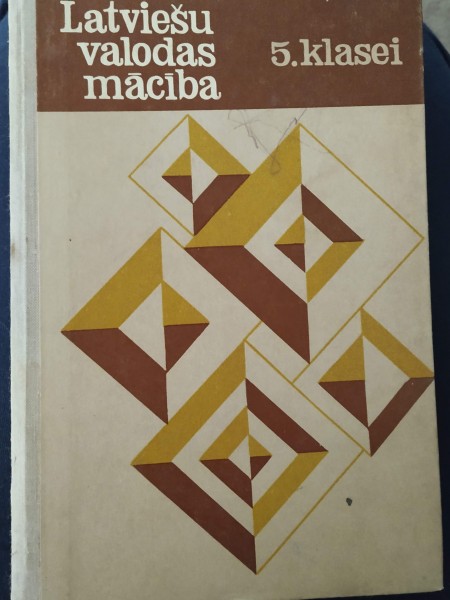 Latviešu
valodas
mācība
5.klasei